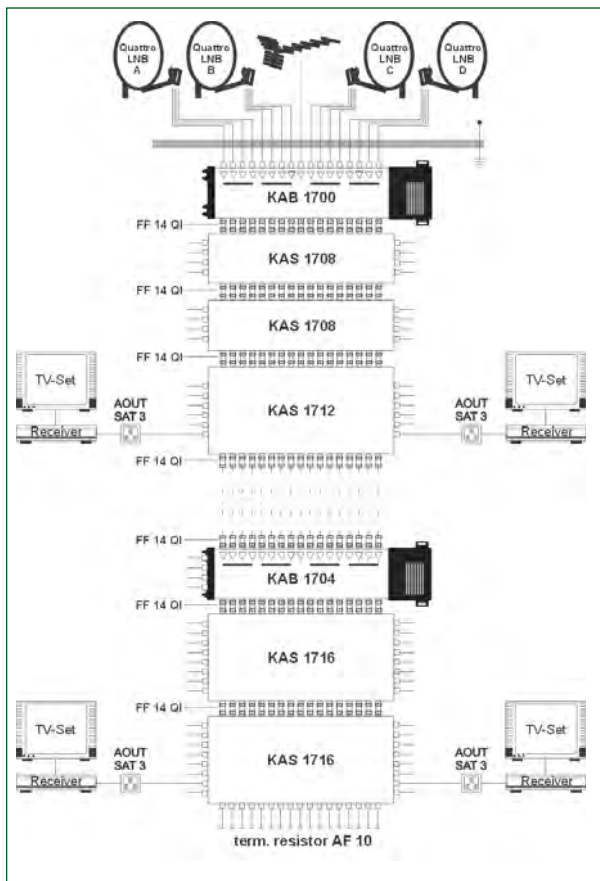 Quattro LNB A
Quattro LNB B
Quattro LNB C
Quattro LNB D
KAB 1700
FF 14 QI
KAS 1708
FF 14 QI
KAS 1708
FF 14 QI
TV-Set
Receiver
AOUT SAT 3
KAS 1712
AOUT SAT 3
TV-Set
Receiver
FF 14 QI
FF 14 QI
KAB 1704
FF 14 QI
KAS 1716
FF 14 QI
TV-Set
Receiver
AOUT SAT 3
KAS 1716
AOUT SAT 3
TV-Set
Receiver
term. resistor AF 10